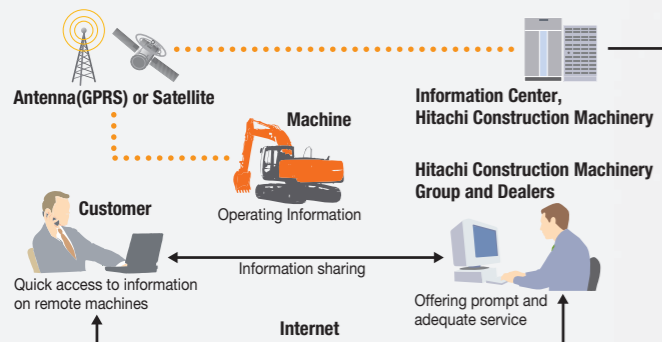 Antenna(GPRS) or Satellite
Information Center,
Hitachi Construction Machinery
Machine
Operating Information
Hitachi Construction Machinery
Group and Dealers
Customer
Information sharing
Quick access to information
on remote machines
Offering prompt and
adequate service
Internet